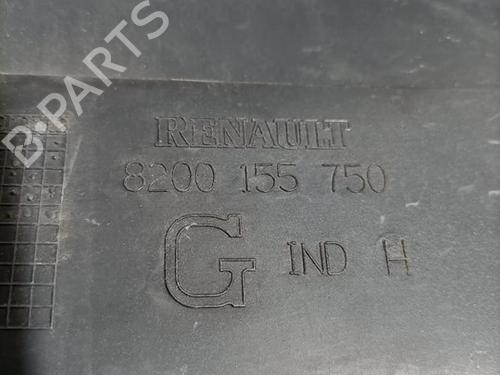 B-PARTS
RENAULT
8200 155 750
G IND H